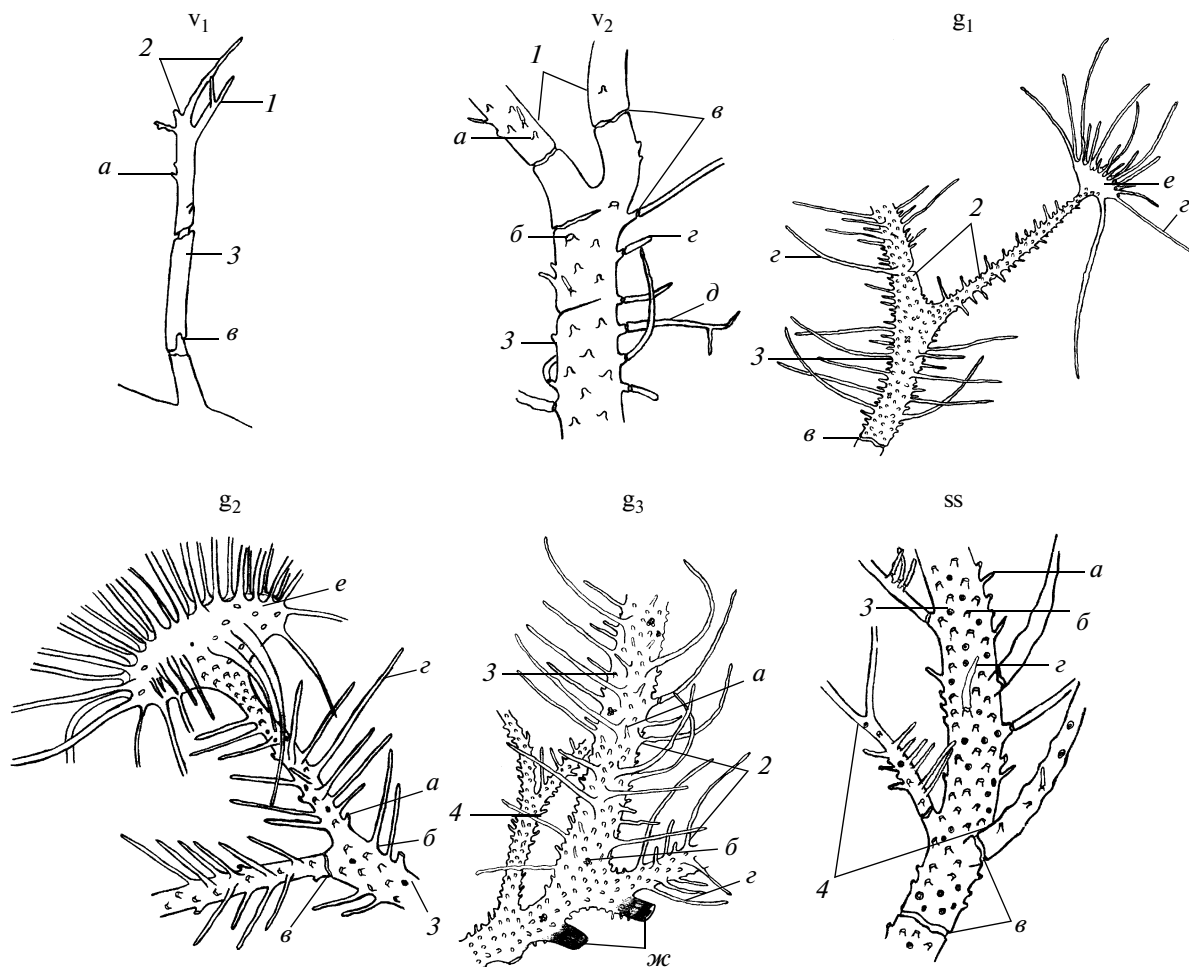 v1 v2 g1
2 1 а 3 в
1 а в б г д 3
2 г е г 3 в
g2 g3 ss
е г а б 3 в
3 а 2 4 б г ж
а 3 б г 4 в